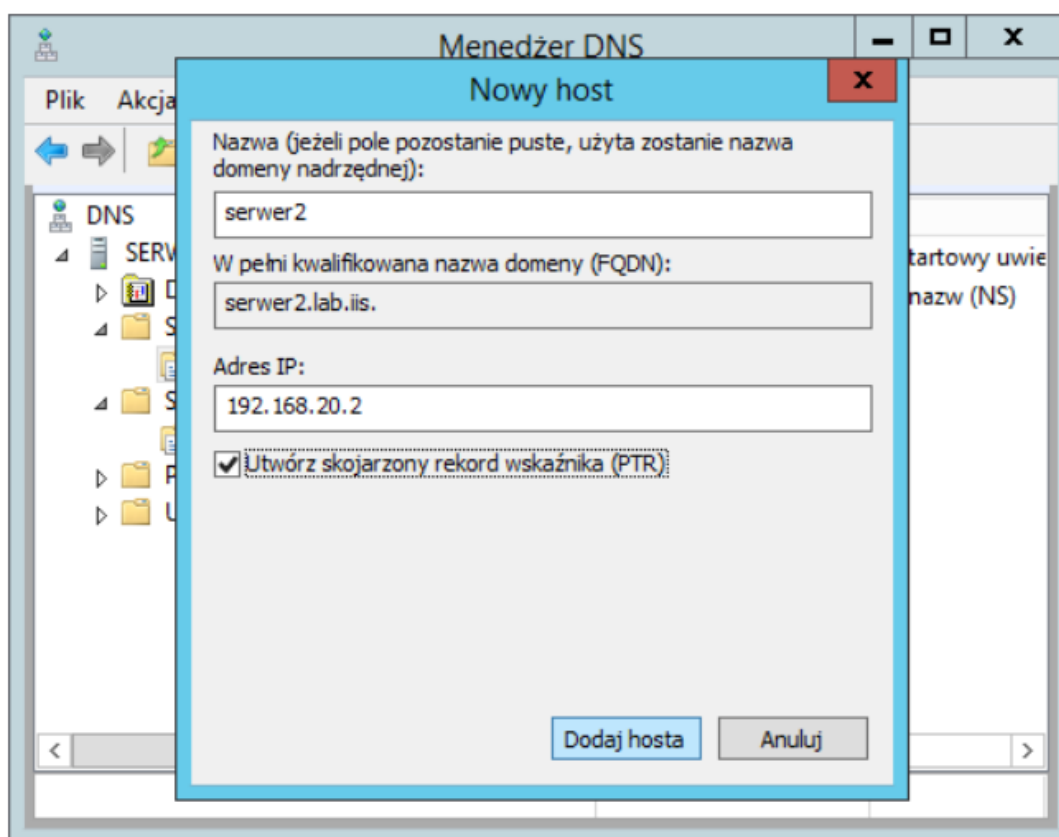 Menedżer DNS
Nowy host
Plik Akcja
Nazwa (jeżeli pole pozostanie puste, użyta zostanie nazwa
domeny nadrzędnej):
serwer2
W pełni kwalifikowana nazwa domeny (FQDN):
serwer2.lab.iis.
Adres IP:
192.168.20.2
Utwórz skojarzony rekord wskaźnika (PTR)
Dodaj hosta Anuluj
DNS
nazw (NS)